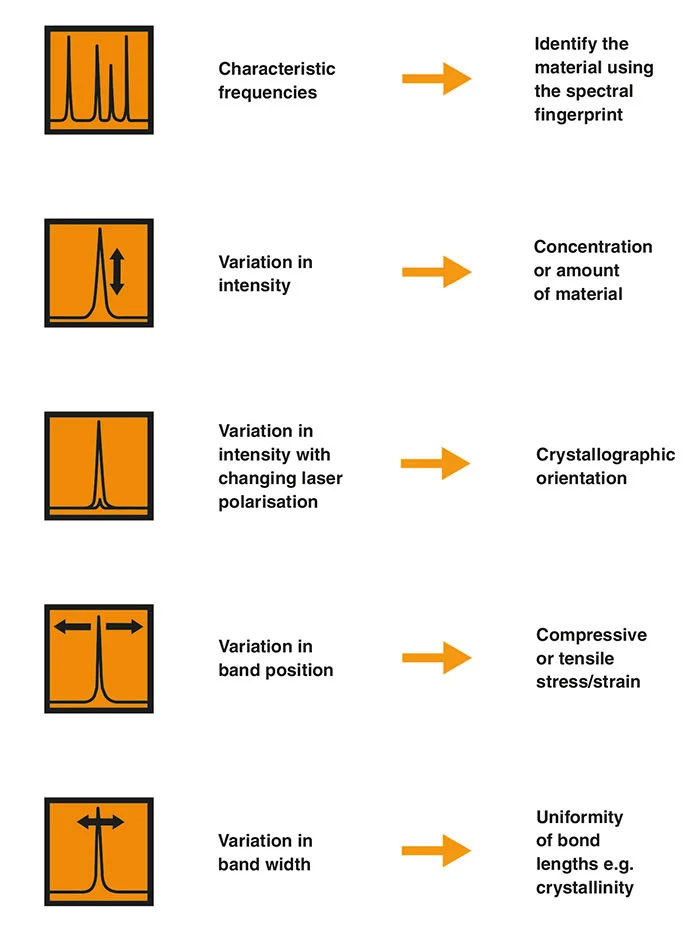 Characteristic
frequencies
Identify the
material using
the spectral
fingerprint
Variation in
intensity
Concentration
or amount
of material
Variation in
intensity with
changing laser
polarisation
Crystallographic
orientation
Variation in
band position
Compressive
or tensile
stress/strain
Variation in
band width
Uniformity
of bond
lengths e.g.
crystallinity